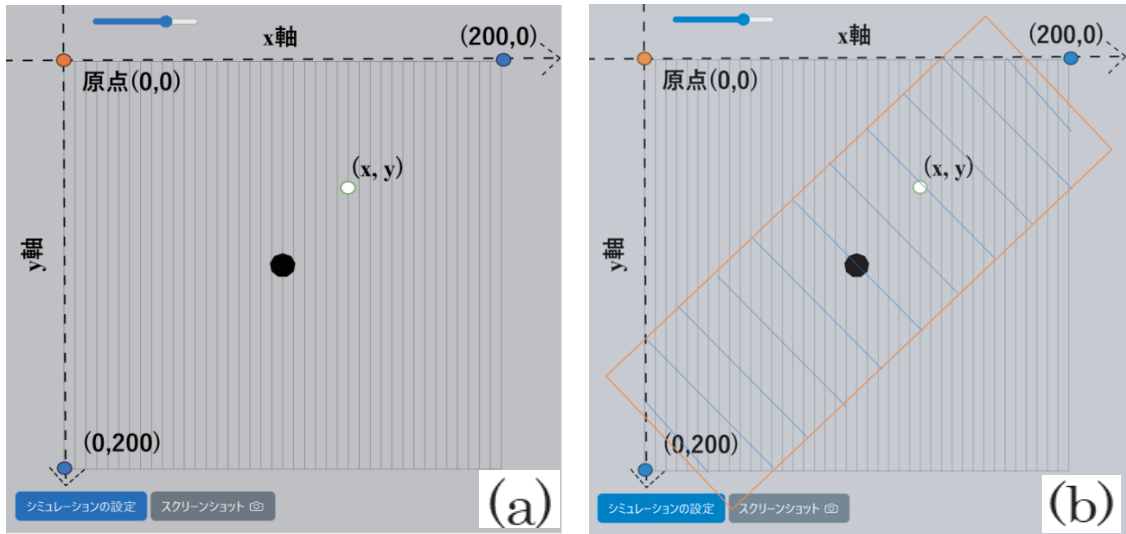 x軸
(200,0)
原点(0,0)
(x, y)
y軸
(0,200)
シミュレーションの設定
スクリーンショット
(a)
x軸
(200,0)
原点(0,0)
(x, y)
y軸
(0,200)
シミュレーションの設定
スクリーンショット
(b)